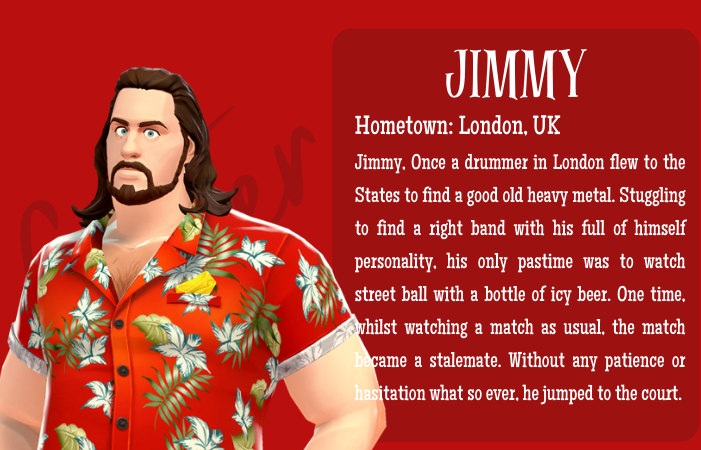 JIMMY
Hometown: London, UK
Jimmy, Once a drummer in London flew to the
States to find a good old heavy metal. Stuggling
to find a right band with his full of himself
personality, his only pastime was to watch
street ball with a bottle of icy beer. One time,
whilst watching a match as usual, the match
became a stalemate. Without any patience or
hasitation what so ever, he jumped to the court.